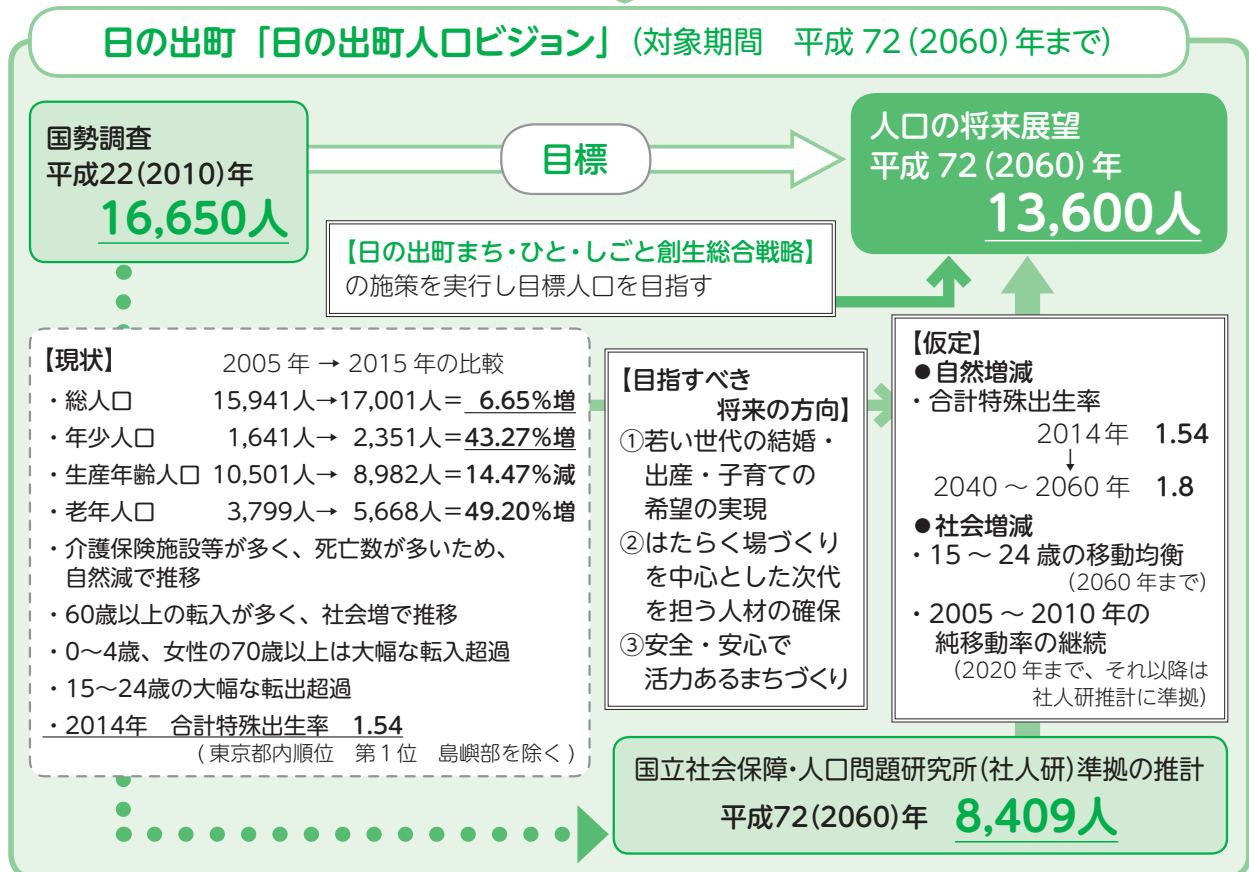 日の出町「日の出町人口ビジョン」（対象期間　平成 72（2060）年まで）
国勢調査
平成22（2010）年
16,650人
目標
人口の将来展望
平成 72（2060）年
13,600人
【日の出町まち・ひと・しごと創生総合戦略】
の施策を実行し目標人口を目指す
【現状】 2005 年 → 2015 年の比較
・総人口 15,941人→17,001人＝ 6.65%増
・年少人口 1,641人→ 2,351人＝43.27%増
・生産年齢人口 10,501人→ 8,982人＝14.47%減
・老年人口 3,799人→ 5,668人＝49.20%増
・介護保険施設等が多く、死亡数が多いため、
自然減で推移
・60歳以上の転入が多く、社会増で推移
・0〜4歳、女性の70歳以上は大幅な転入超過
・15〜24歳の大幅な転出超過
・2014年　合計特殊出生率　1.54
（東京都内順位　第１位　島嶼部を除く）
【目指すべき
将来の方向】
①若い世代の結婚・
出産・子育ての
希望の実現
②はたらく場づくり
を中心とした次代
を担う人材の確保
③安全・安心で
活力あるまちづくり
【仮定】
●自然増減
・合計特殊出生率
2014年 1.54
↓
2040 〜 2060 年 1.8
●社会増減
・15 〜 24 歳の移動均衡
（2060 年まで）
・2005 〜 2010 年の
純移動率の継続
（2020 年まで、それ以降は
社人研推計に準拠）
国立社会保障・人口問題研究所（社人研）準拠の推計
平成72（2060）年 8,409人